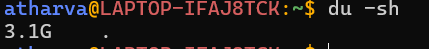 atharva@LAPTOP-IFAJ8TCK:~$ du -sh
3.1G    .